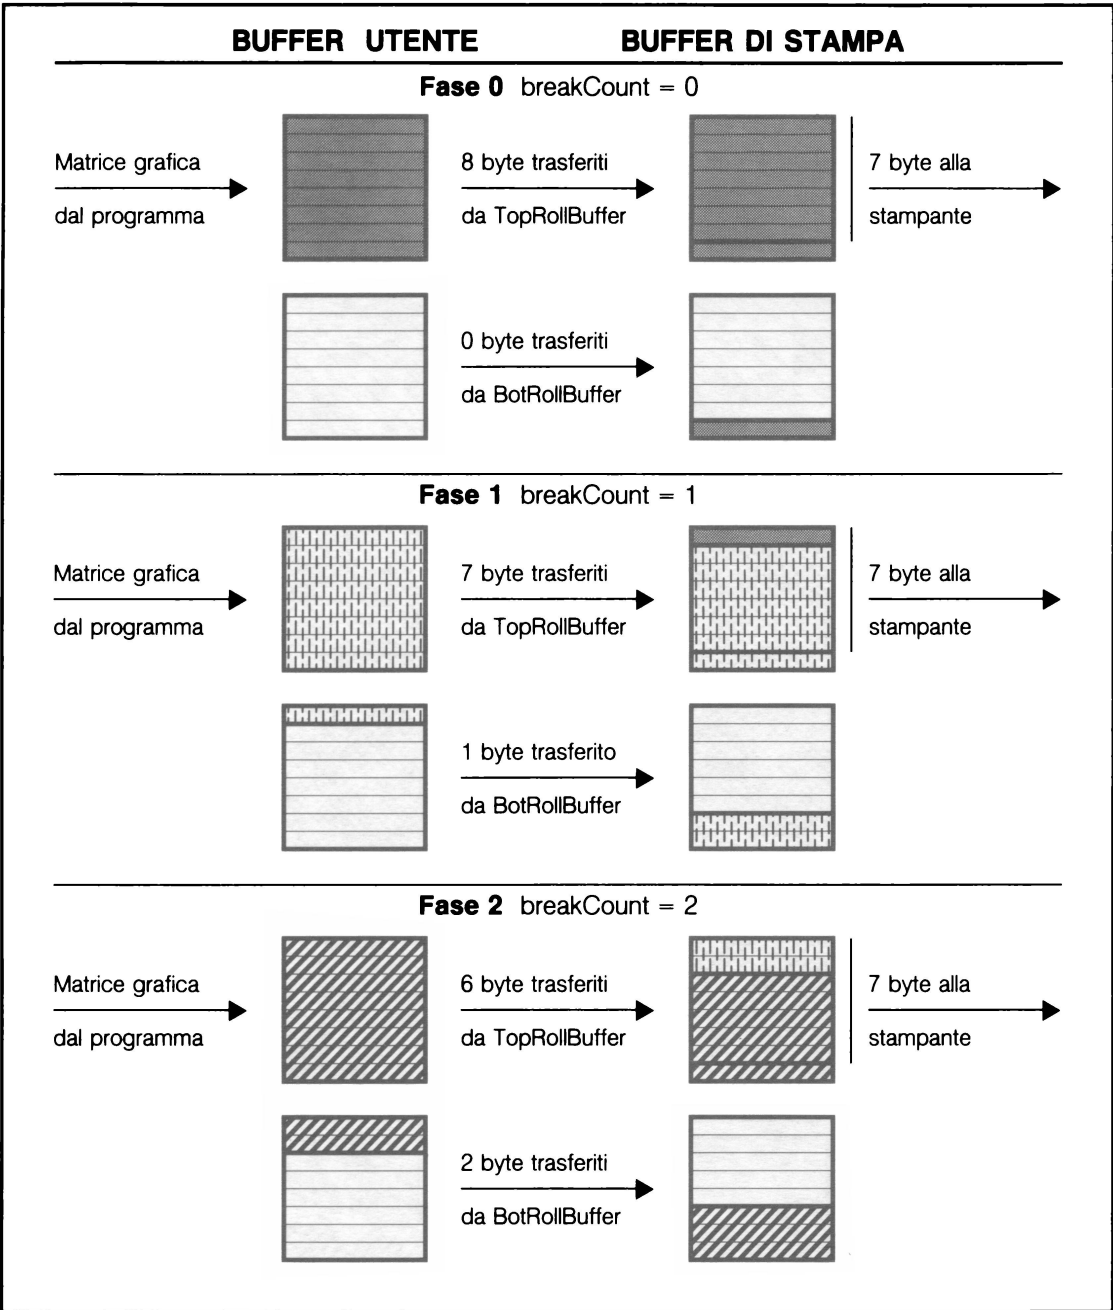 BUFFER UTENTE BUFFER DI STAMPA
Fase 0 breakCount = 0
Matrice grafica
dal programma
8 byte trasferiti
da TopRollBuffer
7 byte alla
stampante
0 byte trasferiti
da BotRollBuffer
Fase 1 breakCount = 1
Matrice grafica
dal programma
7 byte trasferiti
da TopRollBuffer
7 byte alla
stampante
1 byte trasferito
da BotRollBuffer
Fase 2 breakCount = 2
Matrice grafica
dal programma
6 byte trasferiti
da TopRollBuffer
7 byte alla
stampante
2 byte trasferiti
da BotRollBuffer